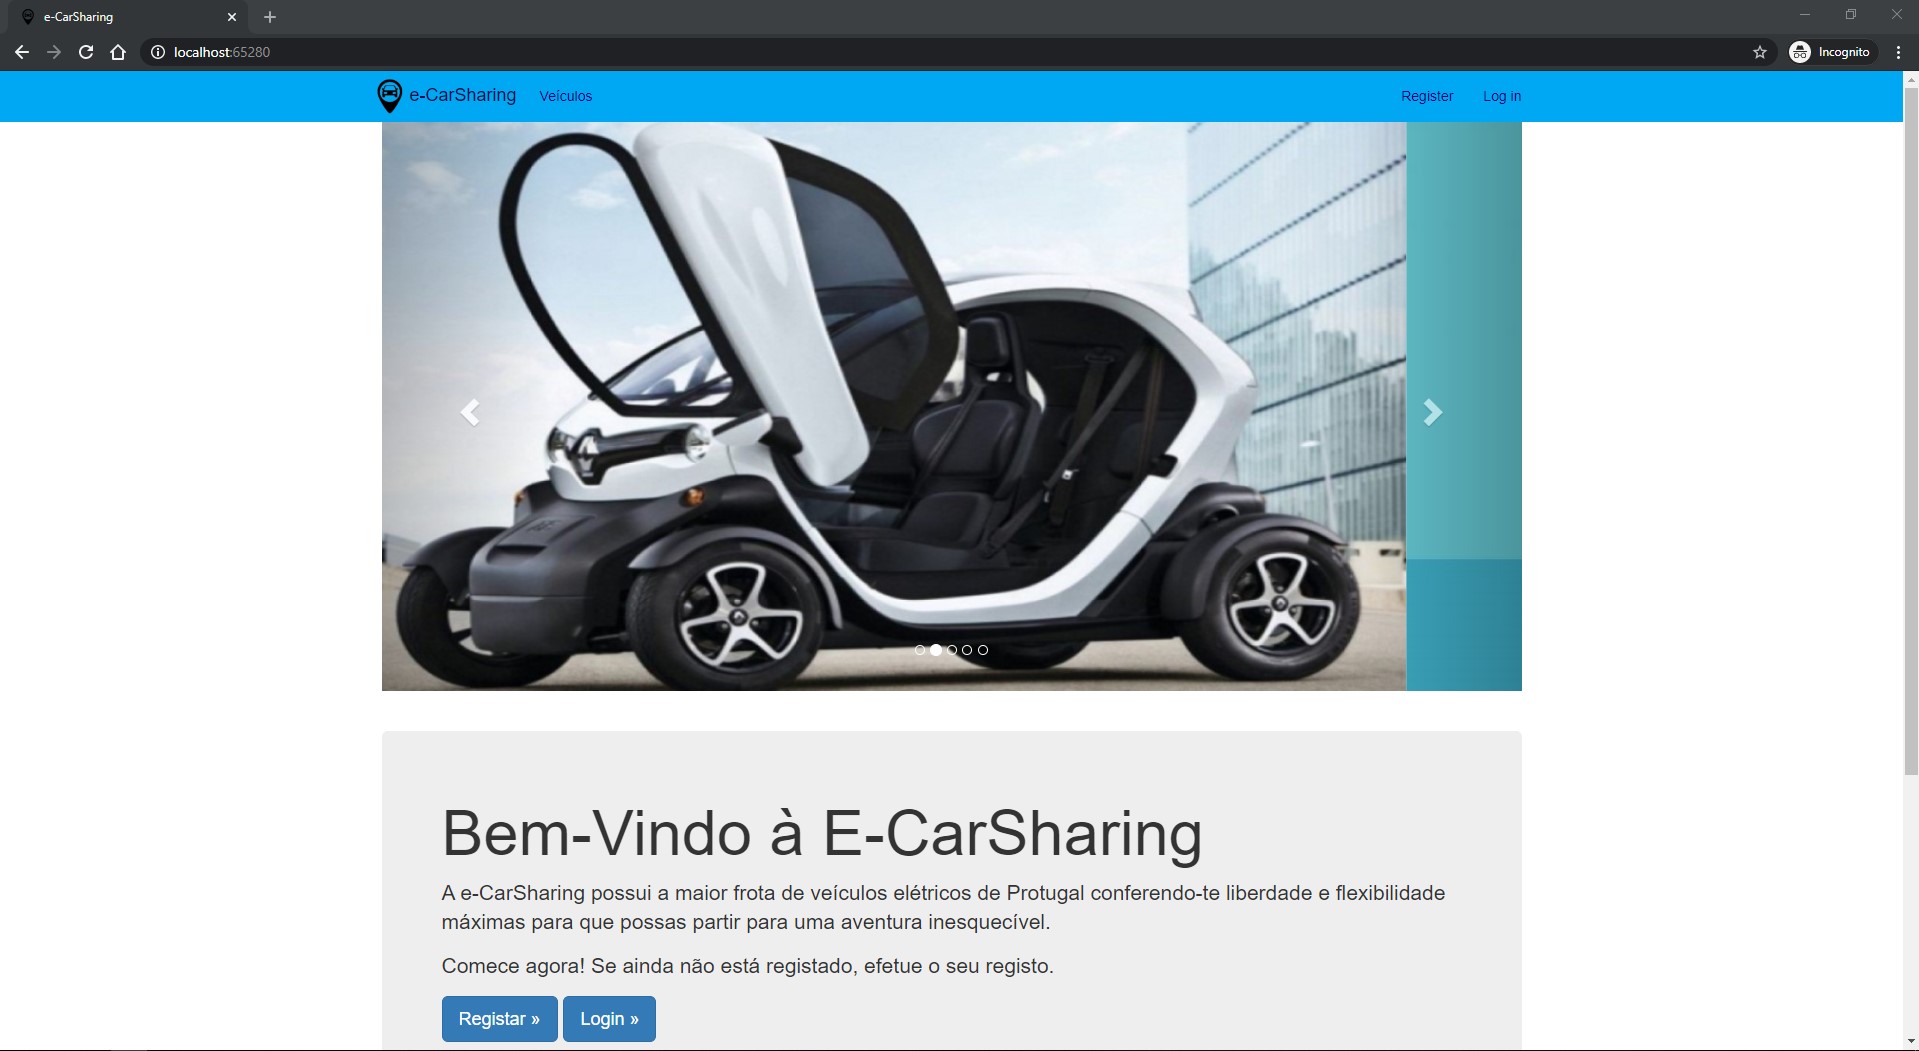 e-CarSharing
localhost:65280
Incognito
e-CarSharing Veículos Register Log in
Bem-Vindo à E-CarSharing
A e-CarSharing possui a maior frota de veículos elétricos de Protugal conferendo-te liberdade e flexibilidade
máximas para que possas partir para uma aventura inesquecível.
Comece agora! Se ainda não está registado, efetue o seu registo.
Registar » Login »